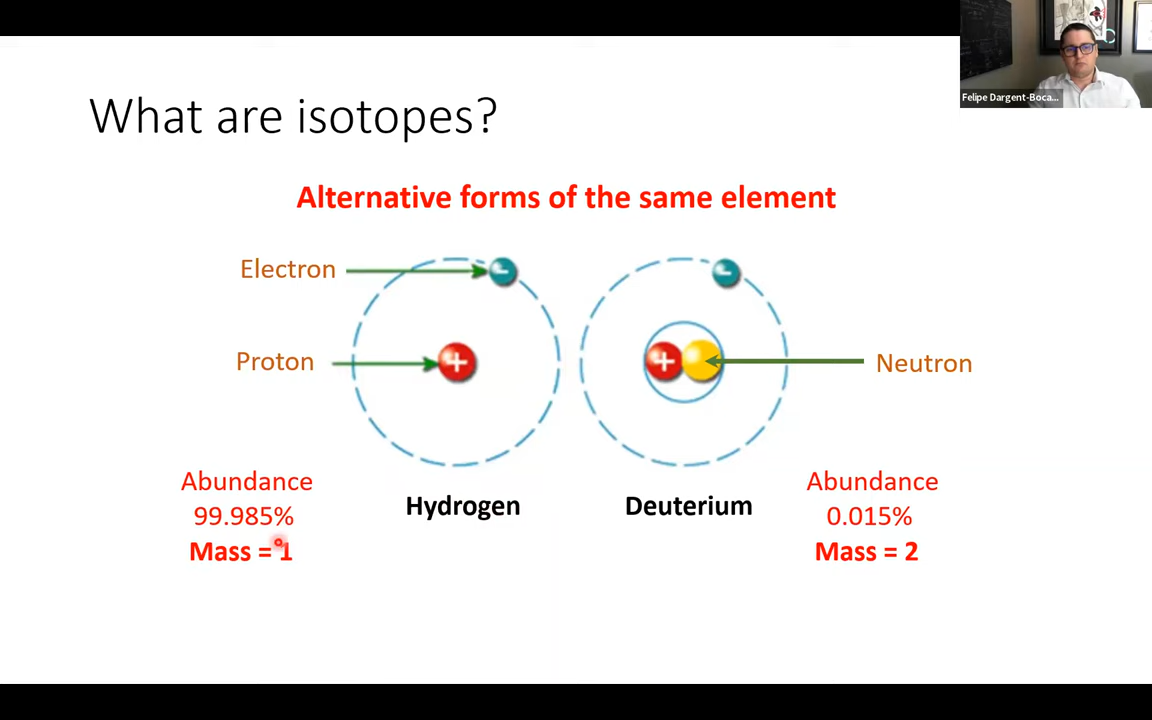 Felipe Dargent-Boca...
What are isotopes?
Alternative forms of the same element
Electron
-
-
Proton
+
+
Neutron
Abundance
99.985%
Mass = 1
Hydrogen
Deuterium
Abundance
0.015%
Mass = 2